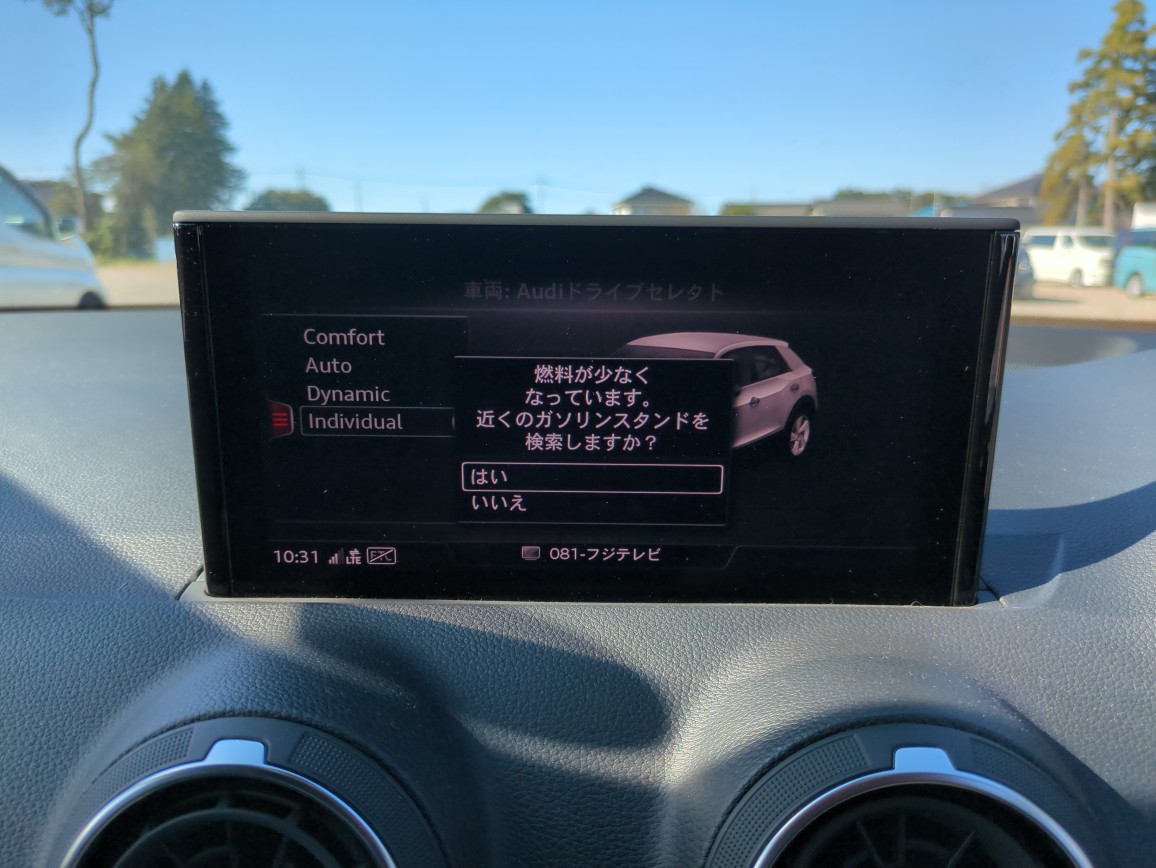 車両: Audiドライブセレクト
Comfort
Auto
Dynamic
Individual
燃料が少なく
なっています。
近くのガソリンスタンドを
検索しますか？
はい
いいえ
10:31 LTE
081-フジテレビ